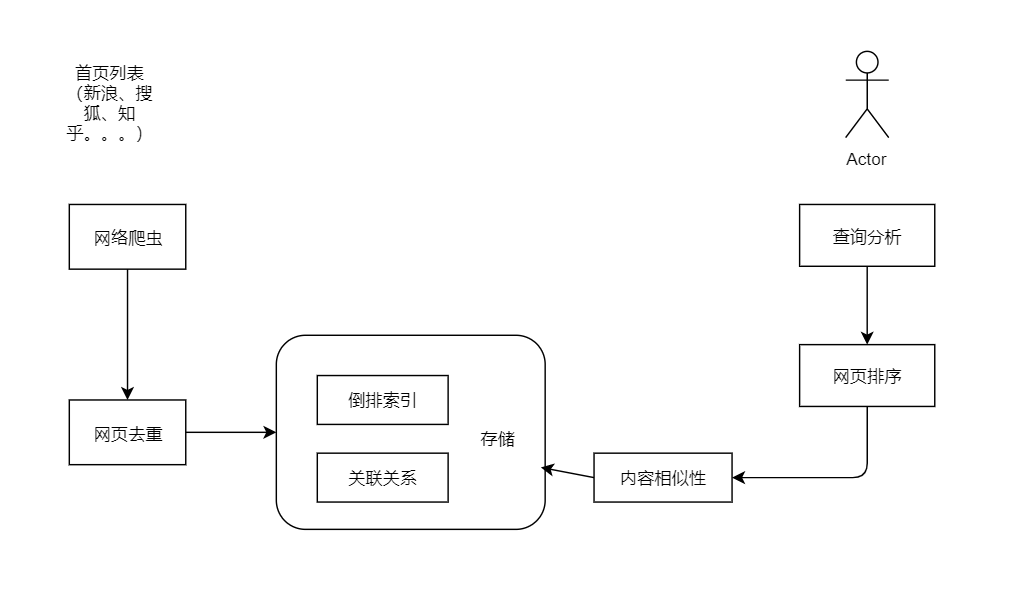 首页列表
（新浪、搜
狐、知
乎。。。）
Actor
网络爬虫
查询分析
网页排序
倒排索引
网页去重
存储
关联关系
内容相似性